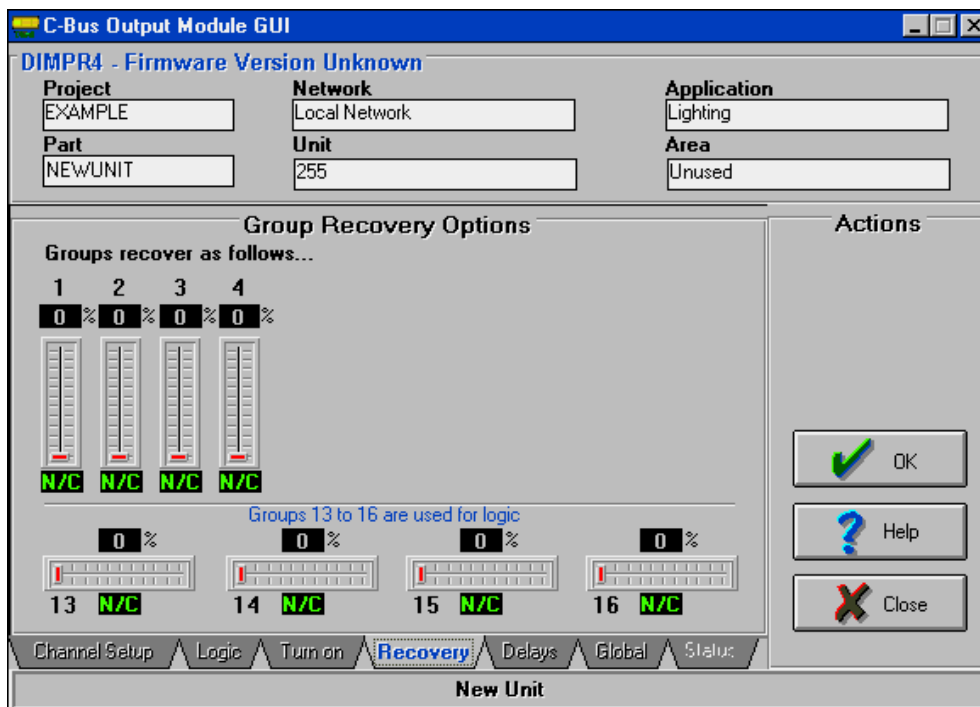 C-Bus Output Module GUI
DIMPR4 - Firmware Version Unknown
Project Network Application
EXAMPLE Local Network Lighting
Part Unit Area
NEWUNIT 255 Unused
Group Recovery Options
Groups recover as follows...
1 2 3 4
0 % 0 % 0 % 0 %
N/C N/C N/C N/C
Groups 13 to 16 are used for logic
0 % 0 % 0 % 0 %
13 N/C 14 N/C 15 N/C 16 N/C
Actions
OK
Help
Close
Channel Setup Logic Turn on Recovery Delays Global Status
New Unit